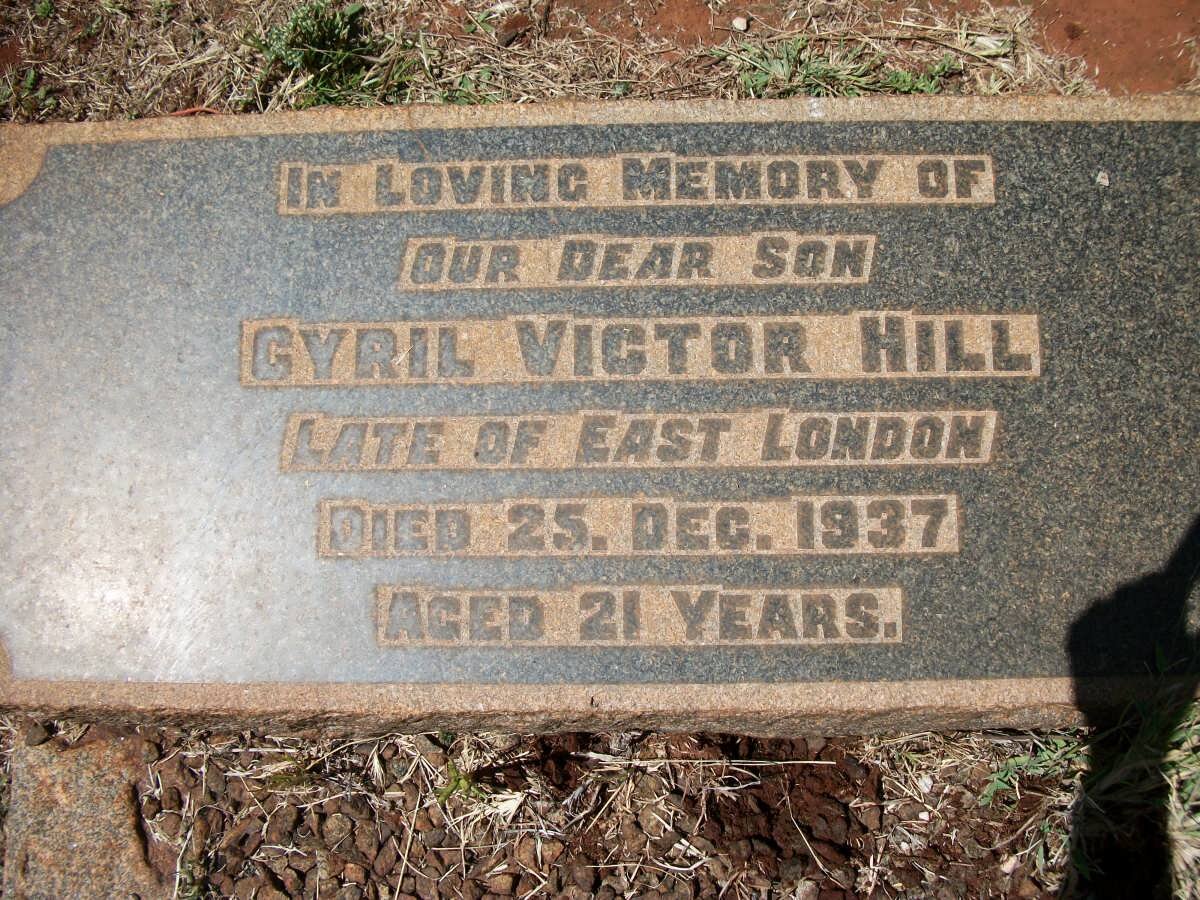 IN LOVING MEMORY OF
OUR DEAR SON
CYRIL VICTOR HILL
LATE OF EAST LONDON
DIED 25. DEC. 1937
AGED 21 YEARS.